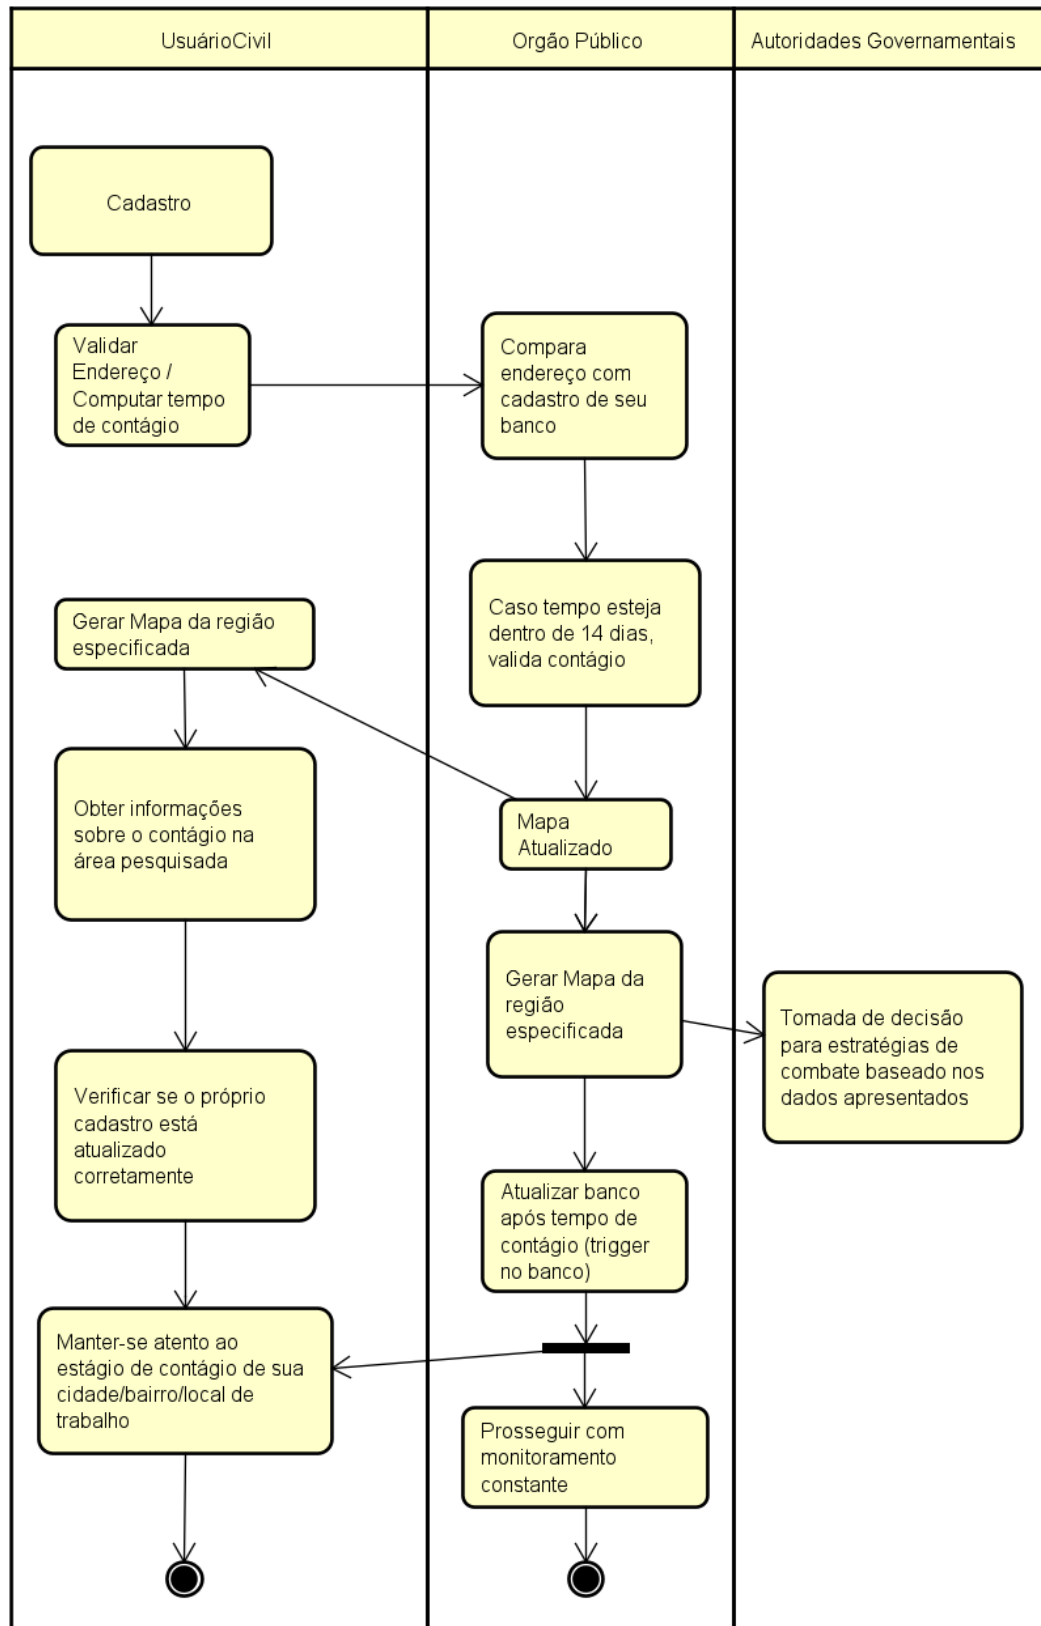 UsuárioCivil
Orgão Público
Autoridades Governamentais
Cadastro
Validar
Endereço /
Computar tempo
de contágio
Compara
endereço com
cadastro de seu
banco
Caso tempo esteja
dentro de 14 dias,
valida contágio
Gerar Mapa da região
especificada
Obter informações
sobre o contágio na
área pesquisada
Mapa
Atualizado
Gerar Mapa da
região
especificada
Tomada de decisão
para estratégias de
combate baseado nos
dados apresentados
Verificar se o próprio
cadastro está
atualizado
corretamente
Atualizar banco
após tempo de
contágio (trigger
no banco)
Manter-se atento ao
estágio de contágio de sua
cidade/bairro/local de
trabalho
Prosseguir com
monitoramento
constante